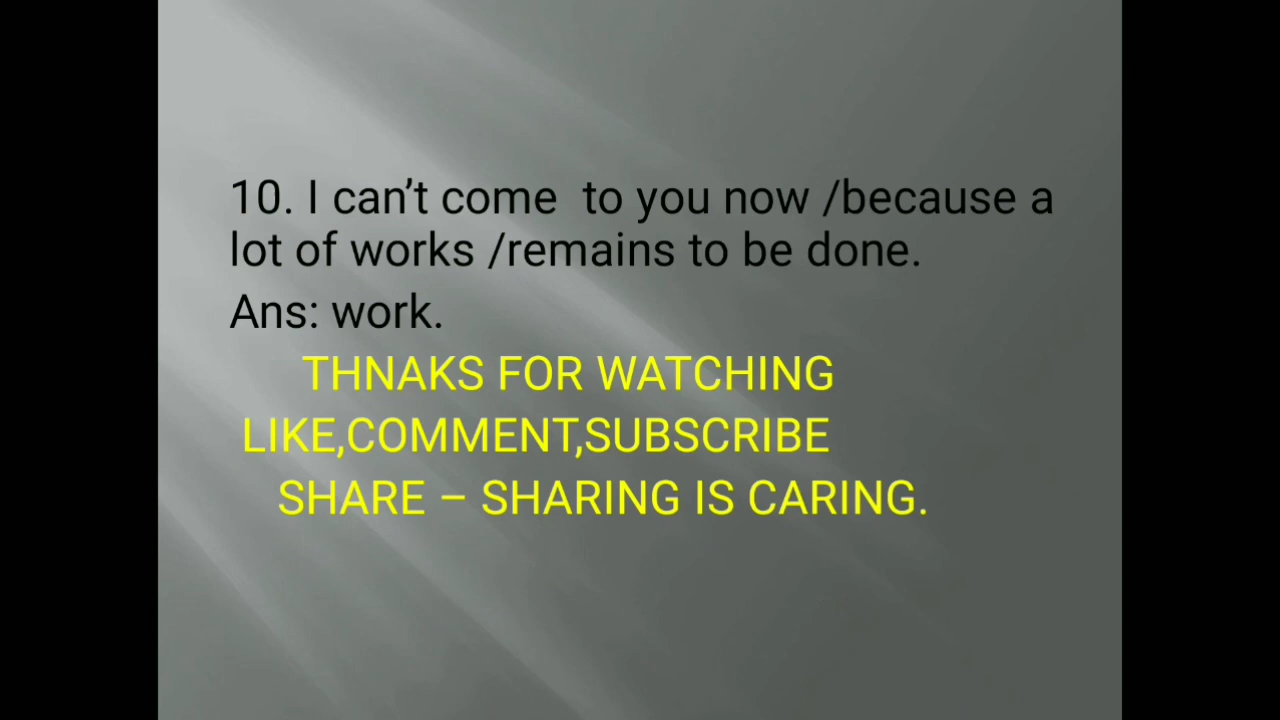 10. I can’t come  to you now /because a
lot of works /remains to be done.
Ans: work.
THNAKS FOR WATCHING
LIKE,COMMENT,SUBSCRIBE
SHARE – SHARING IS CARING.